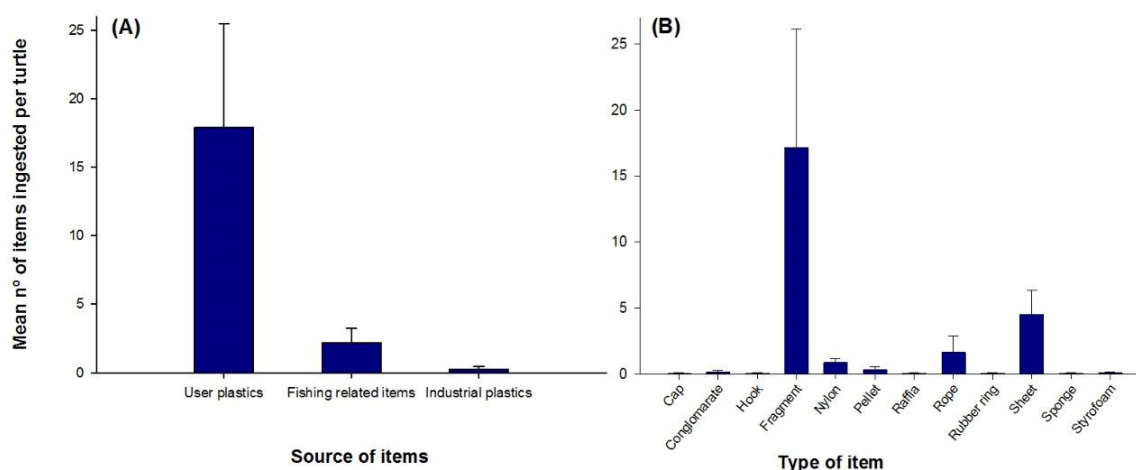 (A)
Mean nº of items ingested per turtle
25
20
15
10
5
0
User plastics Fishing related items Industrial plastics
Source of items
(B)
25
20
15
10
5
0
Cap
Conglomarate
Hook
Fragment
Nylon
Pellet
Raffia
Rope
Rubber ring
Sheet
Sponge
Styrofoam
Type of item